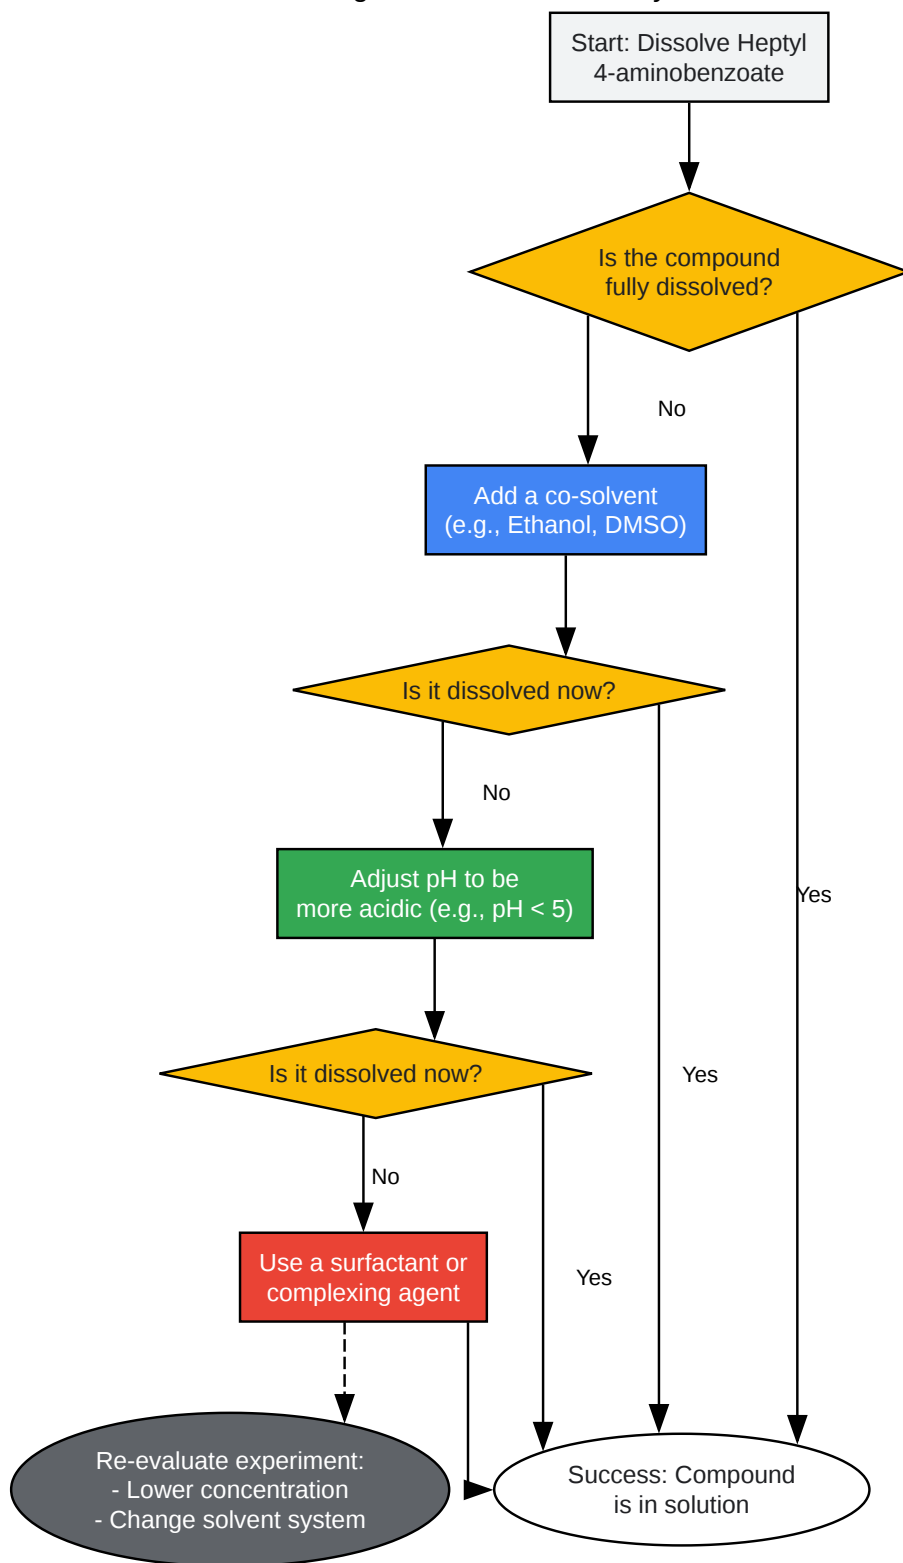 Start: Dissolve Heptyl
4-aminobenzoate
Is the compound
fully dissolved?
No
Add a co-solvent
(e.g., Ethanol, DMSO)
Is it dissolved now?
No
Adjust pH to be
more acidic (e.g., pH < 5)
Yes
Is it dissolved now?
Yes
No
Use a surfactant or
complexing agent
Yes
Re-evaluate experiment:
- Lower concentration
- Change solvent system
Success: Compound
is in solution